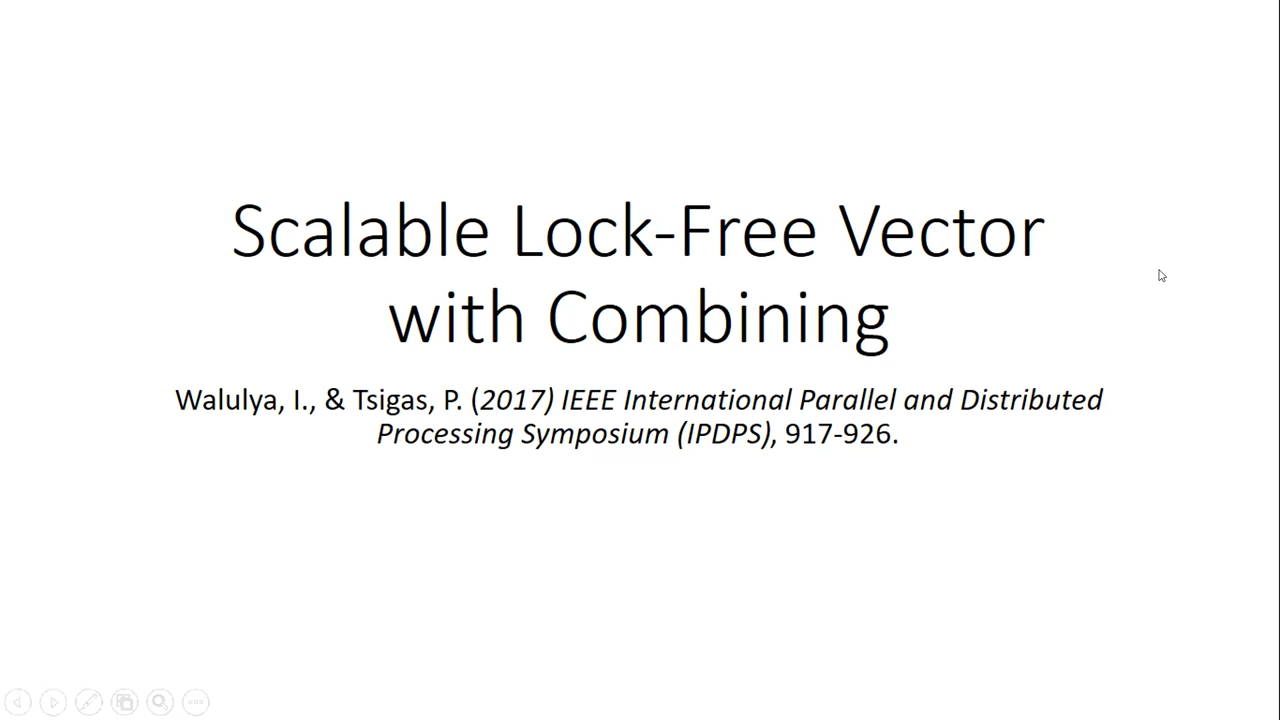 Scalable Lock-Free Vector
with Combining
Walulya, I., & Tsigas, P. (2017) IEEE International Parallel and Distributed
Processing Symposium (IPDPS), 917-926.